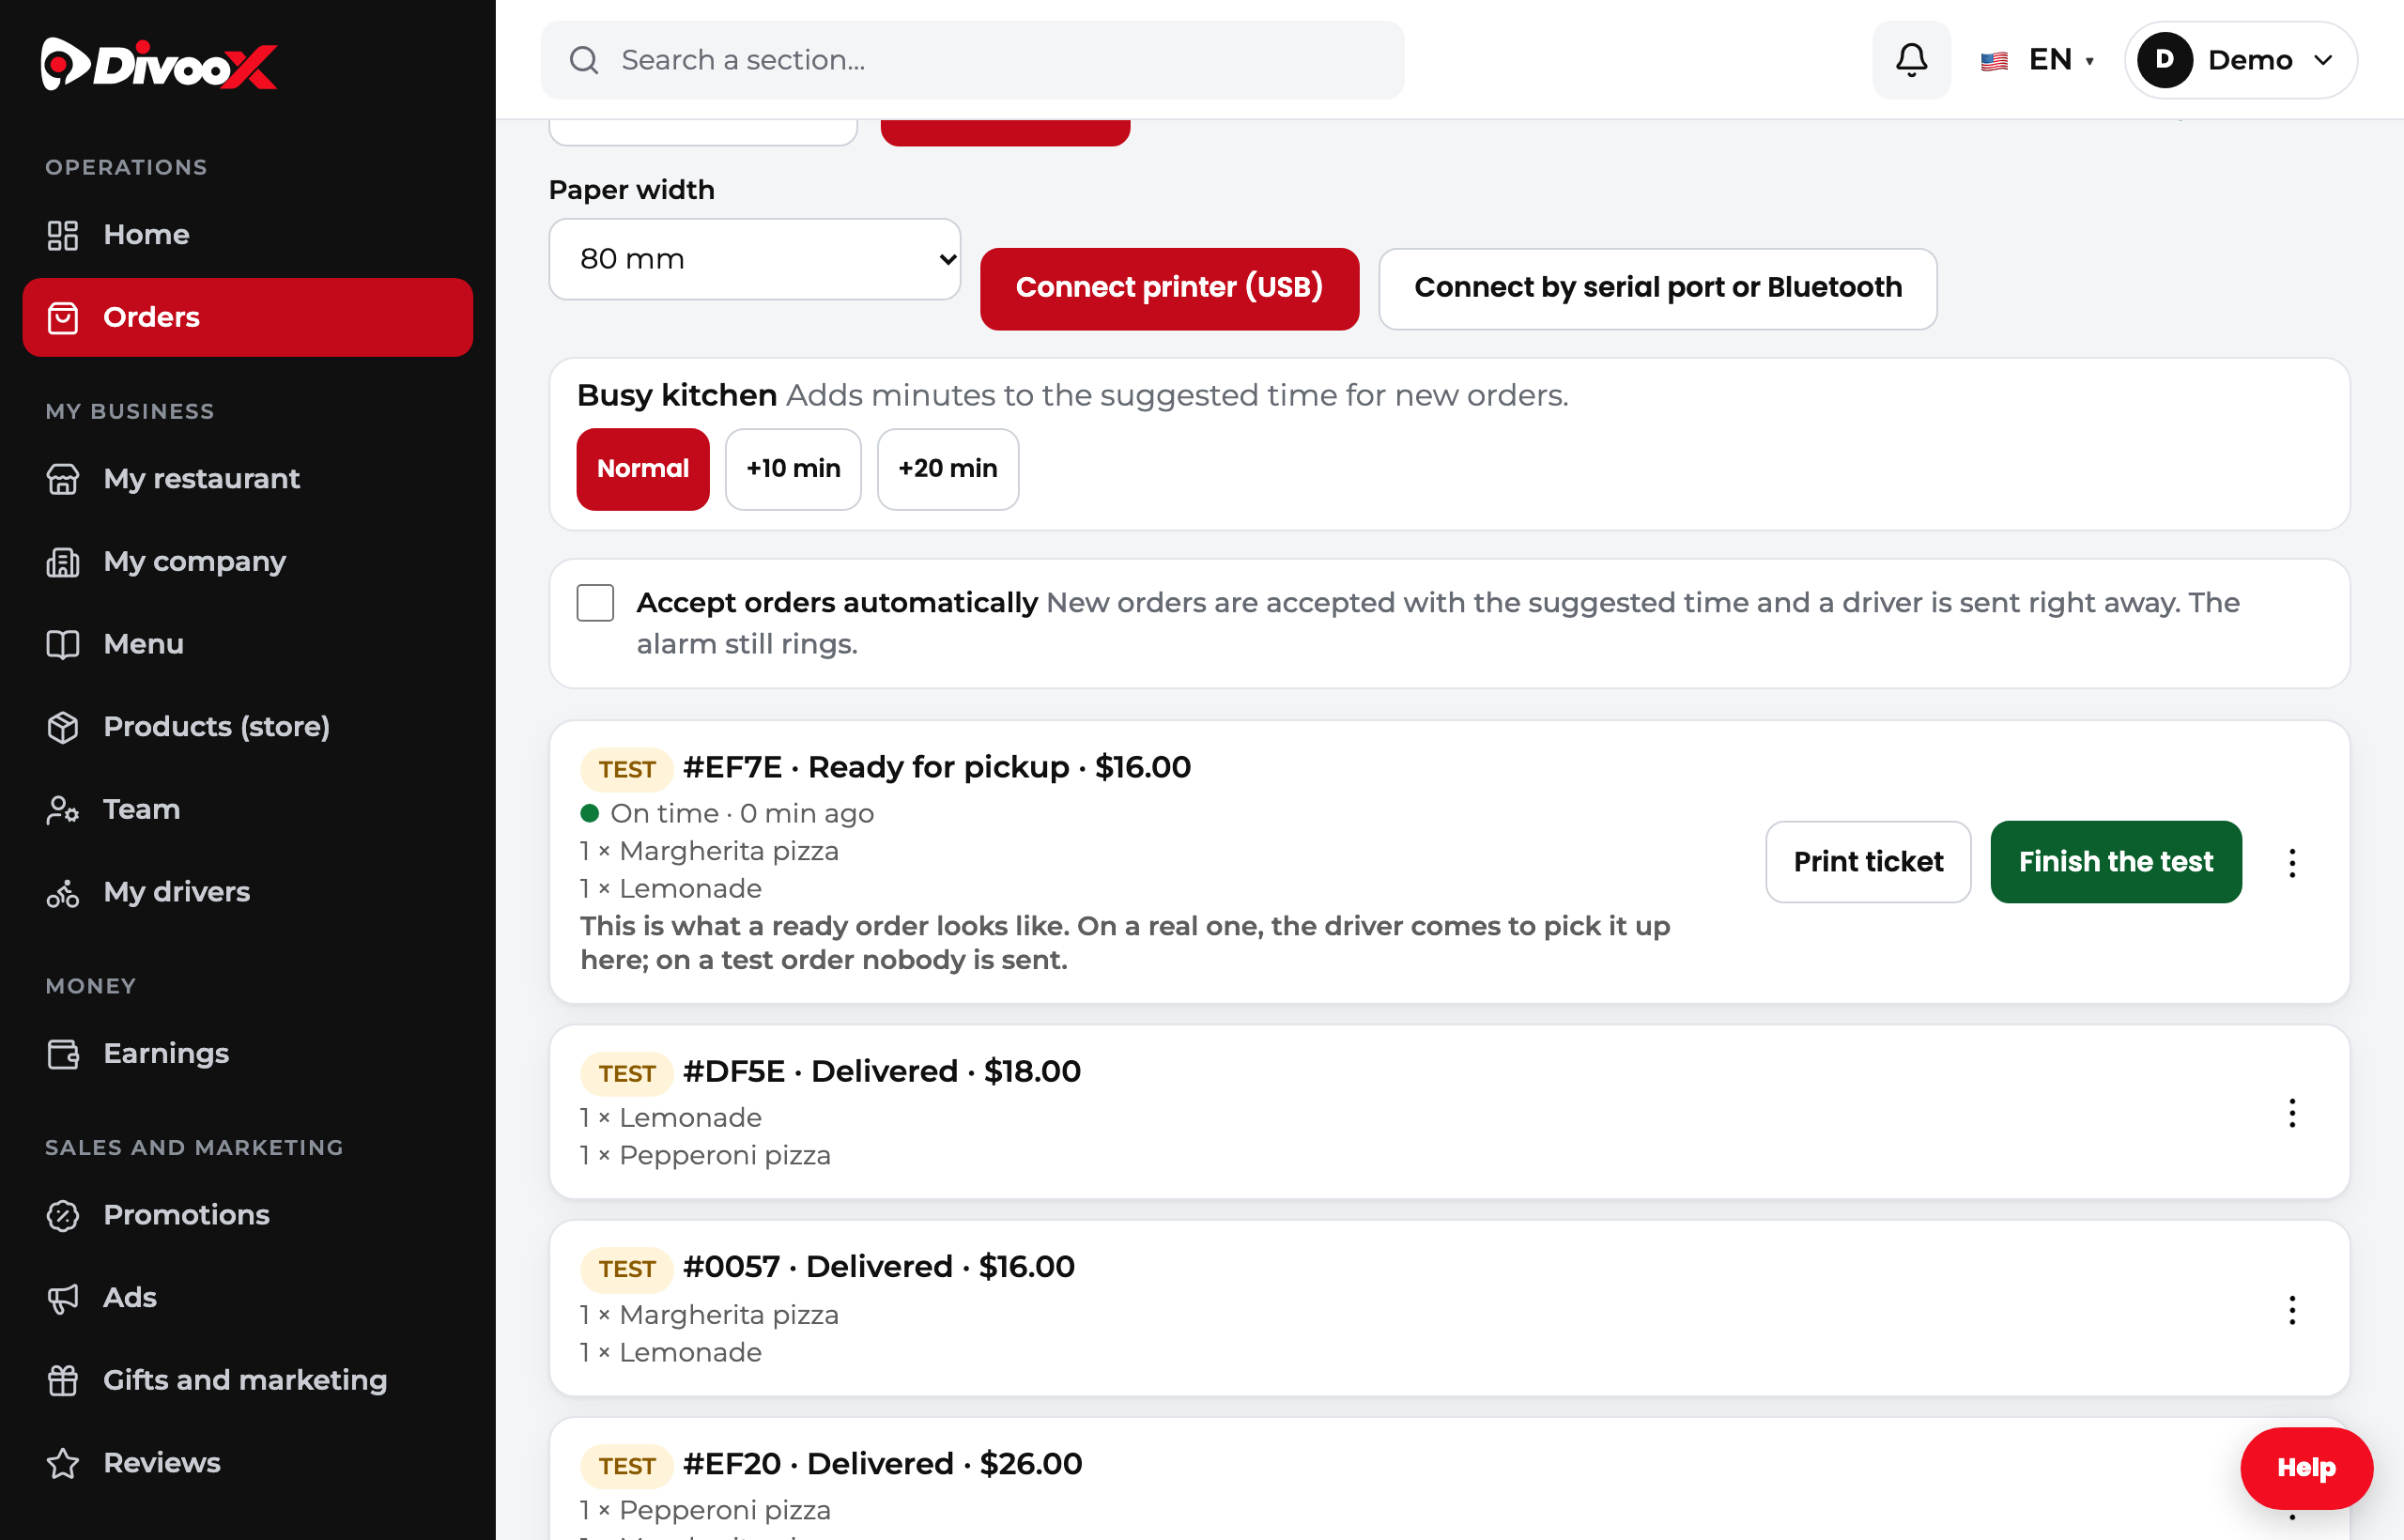 DivooX
OPERATIONS
Home
Orders
MY BUSINESS
My restaurant
My company
Menu
Products (store)
Team
My drivers
MONEY
Earnings
SALES AND MARKETING
Promotions
Ads
Gifts and marketing
Reviews
Search a section...
EN
D Demo
Paper width
80 mm
Connect printer (USB)
Connect by serial port or Bluetooth
Busy kitchen Adds minutes to the suggested time for new orders.
Normal
+10 min
+20 min
Accept orders automatically New orders are accepted with the suggested time and a driver is sent right away. The
alarm still rings.
TEST #EF7E · Ready for pickup · $16.00
On time · 0 min ago
1 × Margherita pizza
1 × Lemonade
This is what a ready order looks like. On a real one, the driver comes to pick it up
here; on a test order nobody is sent.
Print ticket
Finish the test
TEST #DF5E · Delivered · $18.00
1 × Lemonade
1 × Pepperoni pizza
TEST #0057 · Delivered · $16.00
1 × Margherita pizza
1 × Lemonade
TEST #EF20 · Delivered · $26.00
1 × Pepperoni pizza
Help